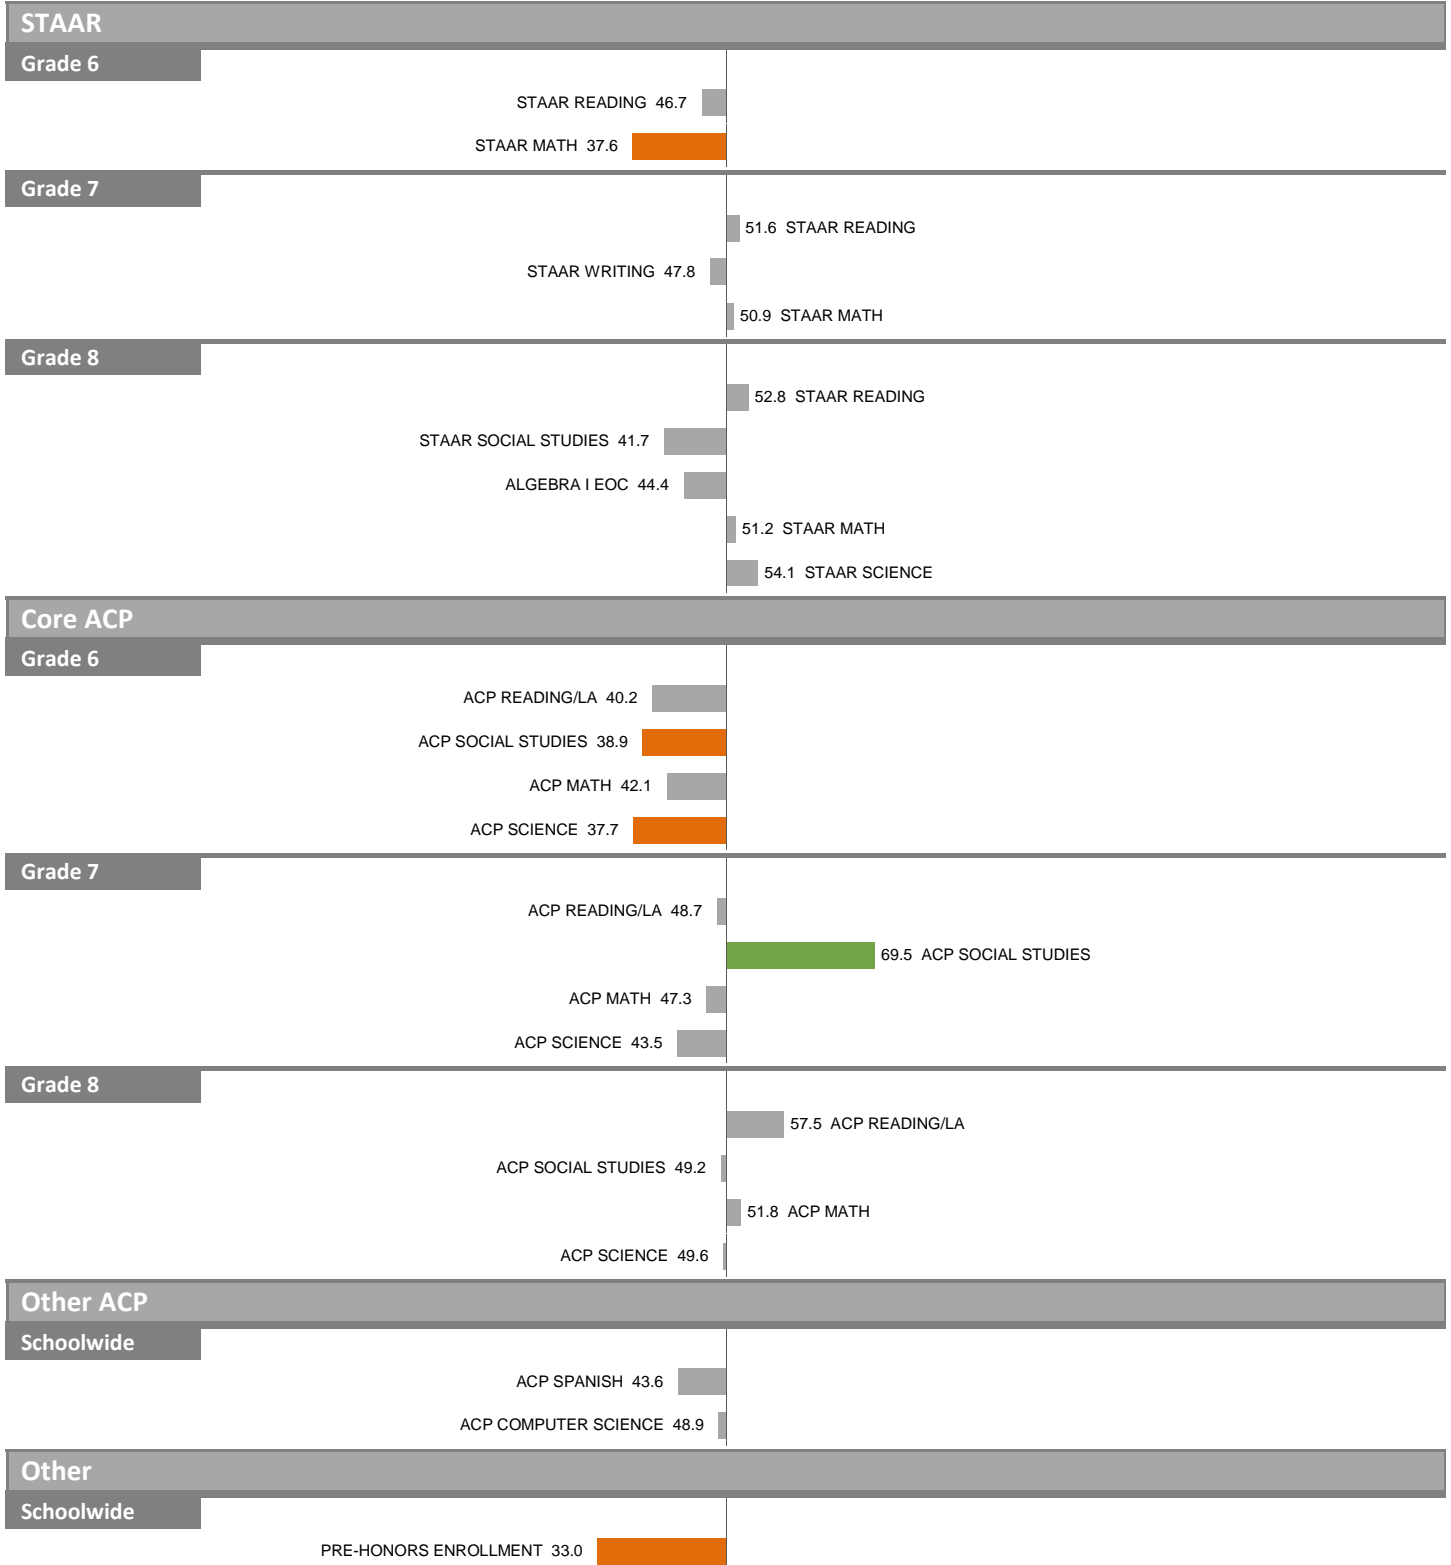 STAAR
Grade 6
STAAR READING 46.7
STAAR MATH 37.6
Grade 7
51.6 STAAR READING
STAAR WRITING 47.8
50.9 STAAR MATH
Grade 8
52.8 STAAR READING
STAAR SOCIAL STUDIES 41.7
ALGEBRA I EOC 44.4
51.2 STAAR MATH
54.1 STAAR SCIENCE
Core ACP
Grade 6
ACP READING/LA 40.2
ACP SOCIAL STUDIES 38.9
ACP MATH 42.1
ACP SCIENCE 37.7
Grade 7
ACP READING/LA 48.7
69.5 ACP SOCIAL STUDIES
ACP MATH 47.3
ACP SCIENCE 43.5
Grade 8
57.5 ACP READING/LA
ACP SOCIAL STUDIES 49.2
51.8 ACP MATH
ACP SCIENCE 49.6
Other ACP
Schoolwide
ACP SPANISH 43.6
ACP COMPUTER SCIENCE 48.9
Other
Schoolwide
PRE-HONORS ENROLLMENT 33.0